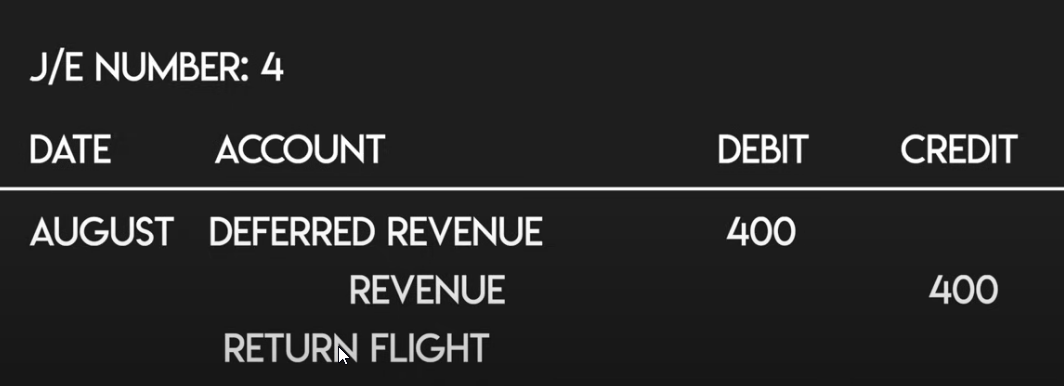 J/E NUMBER: 4
DATE ACCOUNT DEBIT CREDIT
AUGUST DEFERRED REVENUE 400
REVENUE 400
RETURN FLIGHT